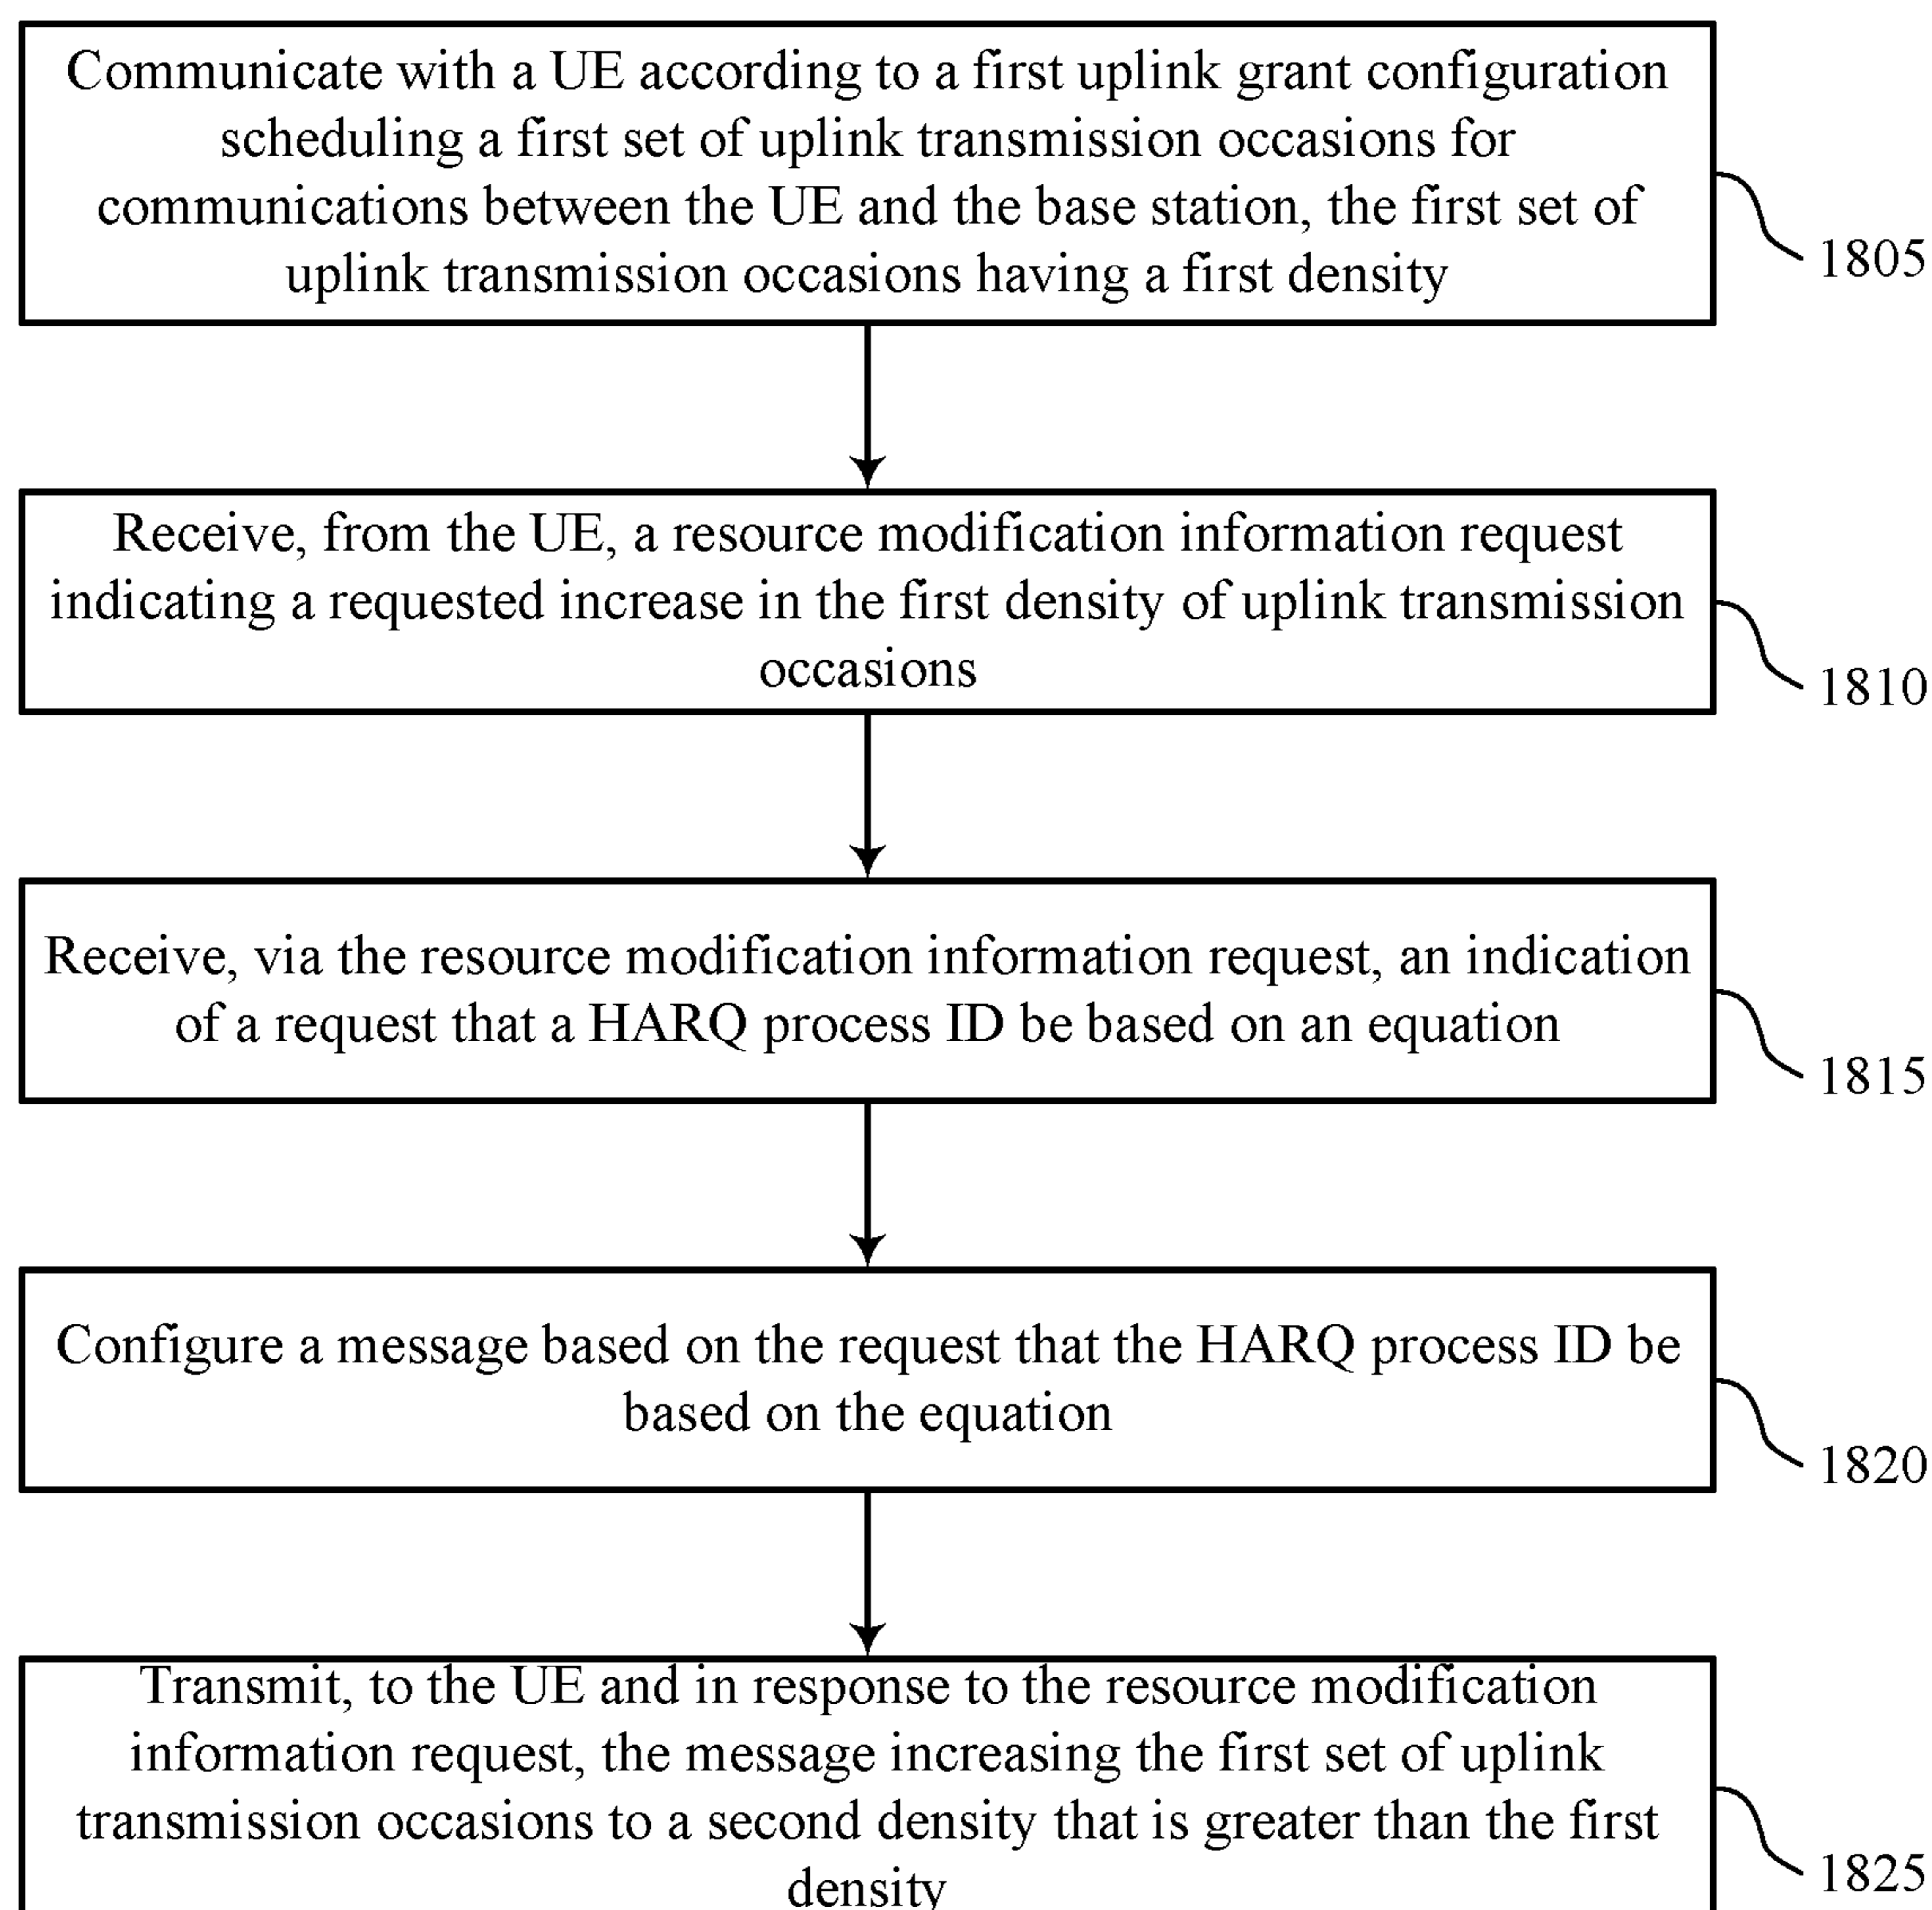 Communicate with a UE according to a first uplink grant configuration
scheduling a first set of uplink transmission occasions for
communications between the UE and the base station, the first set of
uplink transmission occasions having a first density
1805
Receive, from the UE, a resource modification information request
indicating a requested increase in the first density of uplink transmission
occasions
1810
Receive, via the resource modification information request, an indication
of a request that a HARQ process ID be based on an equation
1815
Configure a message based on the request that the HARQ process ID be
based on the equation
1820
Transmit, to the UE and in response to the resource modification
information request, the message increasing the first set of uplink
transmission occasions to a second density that is greater than the first
density
1825